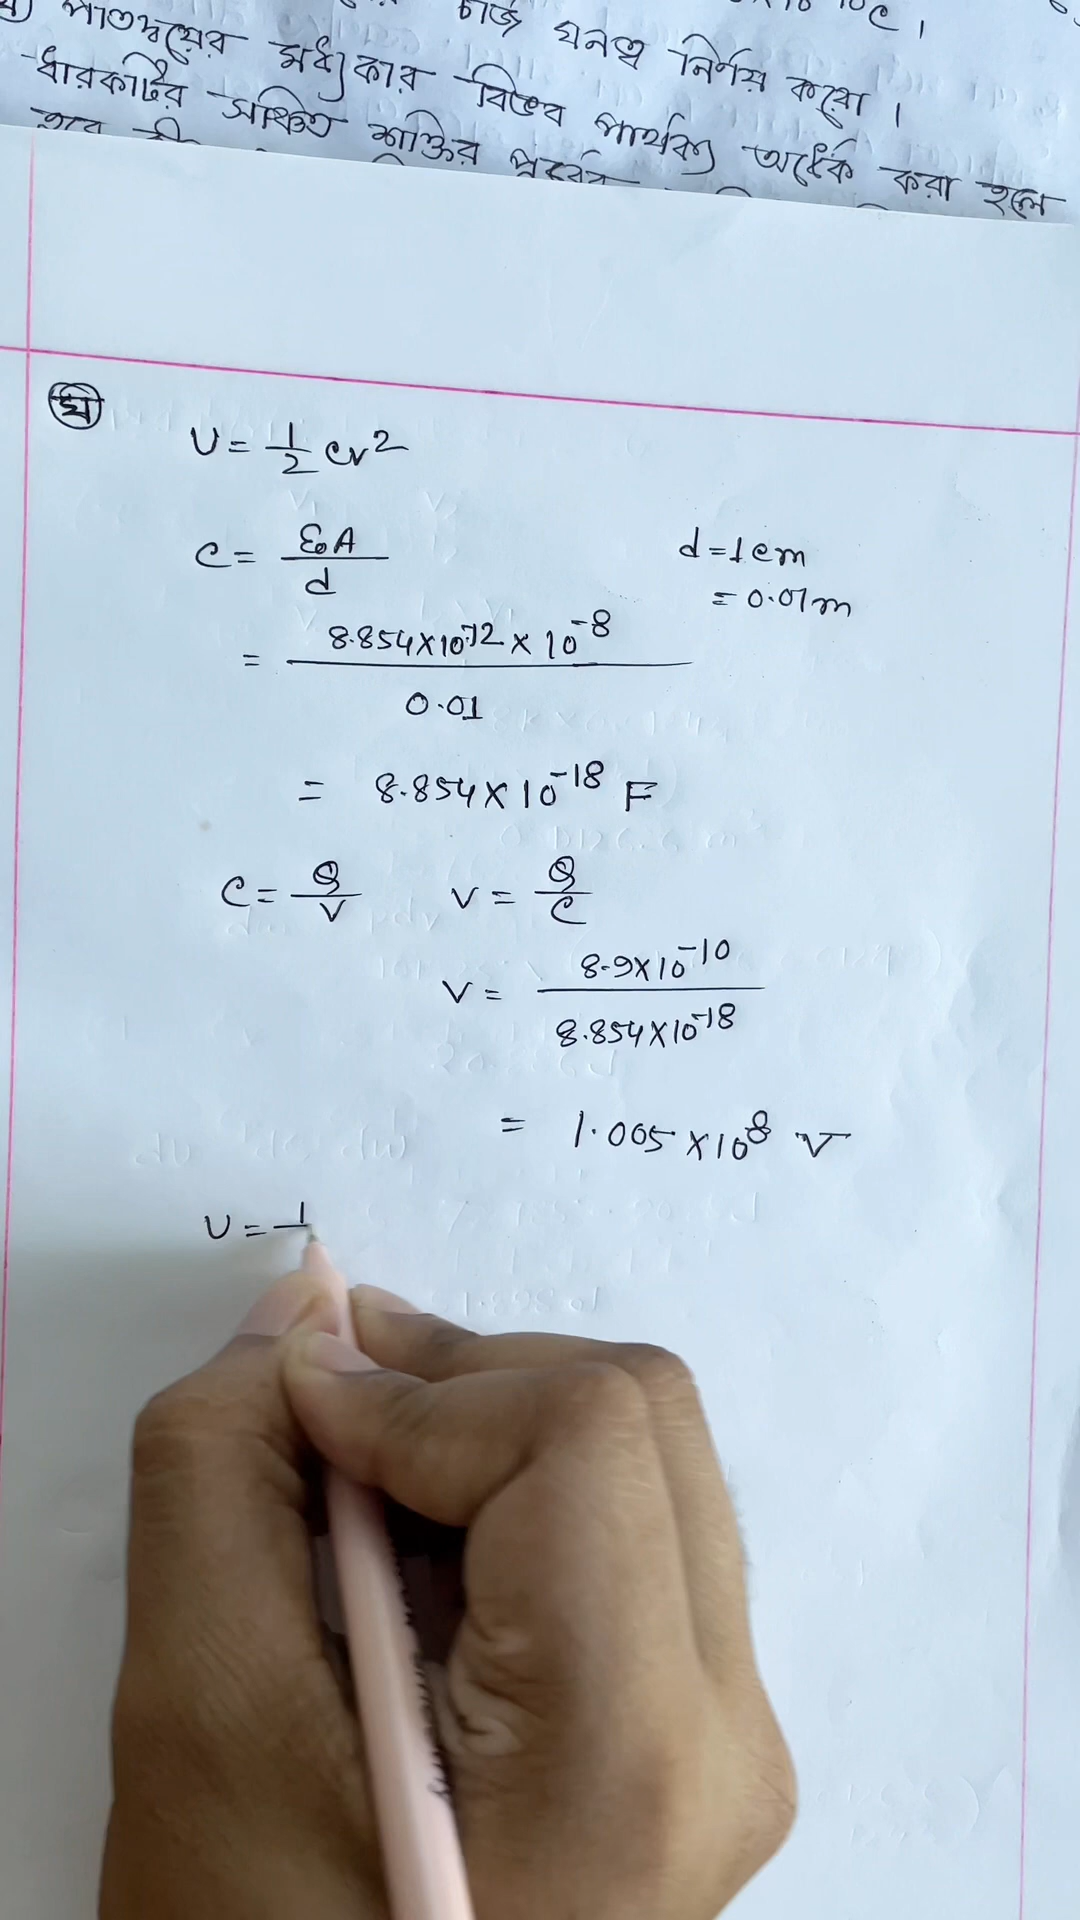 চার্জ ঘনত্ব নির্ণয় করো।
পাতদ্বয়ের মধ্যকার বিভব পার্থক্য অর্ধেক করা হলে
ধারকটির সঞ্চিত শক্তির
ঘ
U = 1/2 CV²
C = ε₀A/d
d = 1cm
= 0.01m
= 8.854×10⁻¹² × 10⁻⁸ / 0.01
= 8.854×10⁻¹⁸ F
C = Q/V V = Q/C
V = 8.9×10⁻¹⁰ / 8.854×10⁻¹⁸
= 1.005×10⁸ V
U = 1